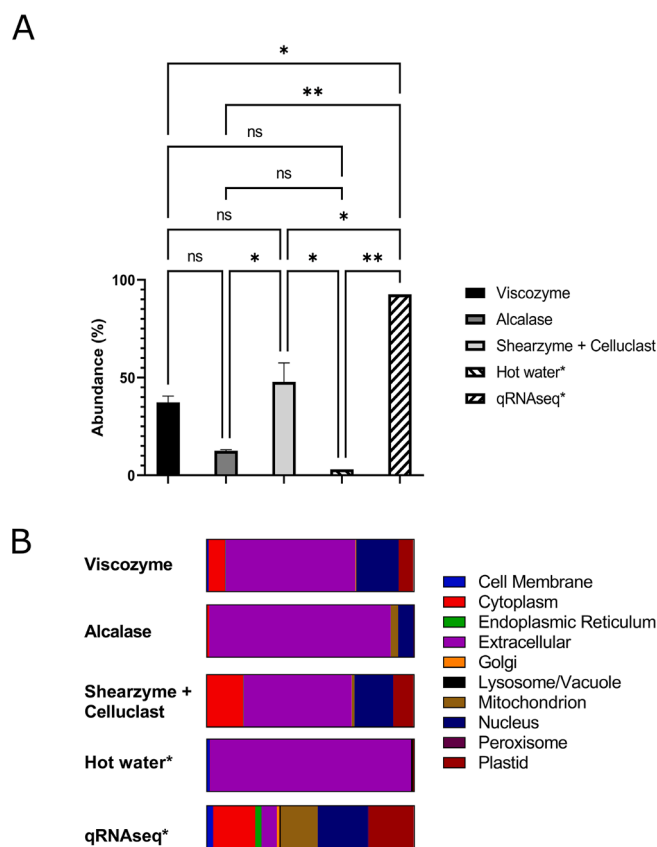 A
*
**
ns
ns
ns
*
ns
*
*
**
100
50
0
Abundance (%)
Viscozyme
Alcalase
Shearzyme + Celluclast
Hot water*
qRNAseq*
B
Viscozyme
Alcalase
Shearzyme +
Celluclast
Hot water*
qRNAseq*
Cell Membrane
Cytoplasm
Endoplasmic Reticulum
Extracellular
Golgi
Lysosome/Vacuole
Mitochondrion
Nucleus
Peroxisome
Plastid